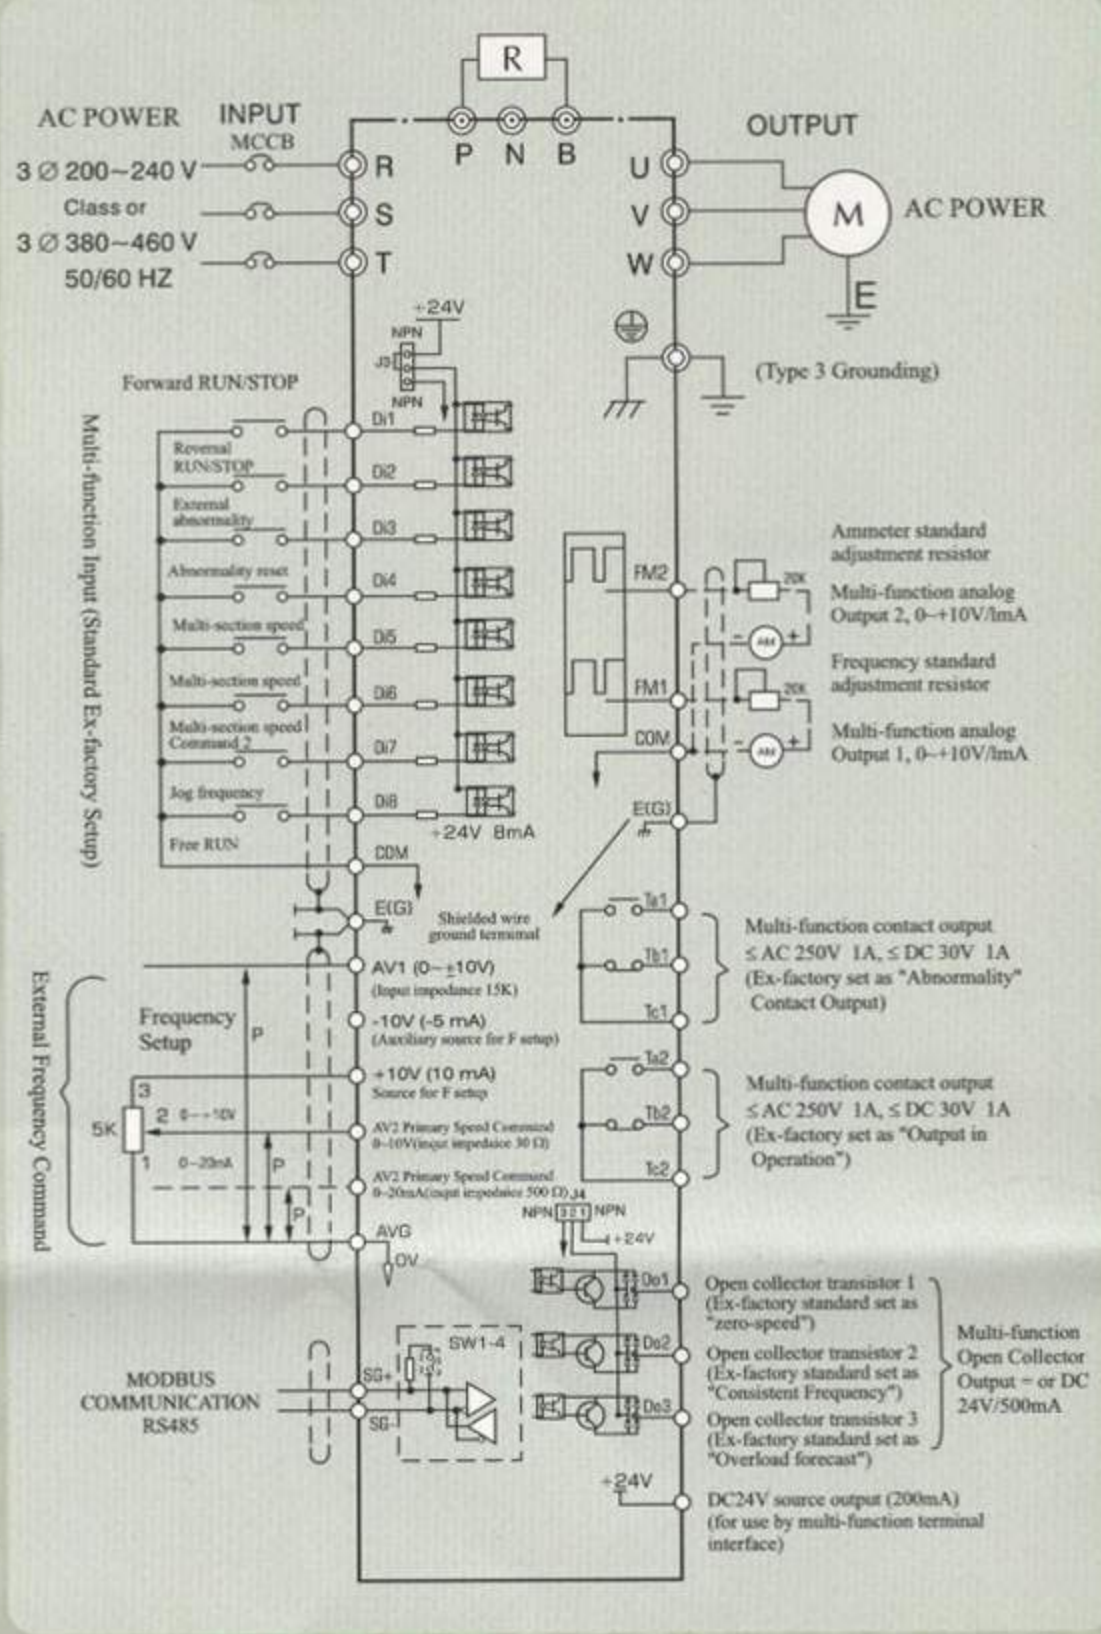 R
AC POWER
INPUT
MCCB
OUTPUT
P
N
B
3 Ø 200~240 V
R
U
Class or
S
V
M
AC POWER
3 Ø 380~460 V
T
W
50/60 HZ
E
+24V
NPN
J3
NPN
(Type 3 Grounding)
Forward RUN/STOP
Multi-function Input (Standard Ex-factory Setup)
Di1
Reversal
RUN/STOP
Di2
External
abnormality
Di3
Abnormality reset
Di4
Multi-section speed
Di5
Multi-section speed
Di6
Multi-section speed
Command 2
Di7
Jog frequency
Di8
+24V 8mA
Free RUN
COM
E(G)
Shielded wire
ground termimal
FM2
20K
AM
- +
FM1
20K
COM
AM
- +
E(G)
Ammeter standard
adjustment resistor
Multi-function analog
Output 2, 0~+10V/lmA
Frequency standard
adjustment resistor
Multi-function analog
Output 1, 0~+10V/lmA
Ta1
Tb1
Tc1
Multi-function contact output
≤ AC 250V 1A, ≤ DC 30V 1A
(Ex-factory set as "Abnormality"
Contact Output)
Ta2
Tb2
Tc2
Multi-function contact output
≤ AC 250V 1A, ≤ DC 30V 1A
(Ex-factory set as "Output in
Operation")
External Frequency Command
AV1 (0~±10V)
(Input impedance 15K)
Frequency
Setup
P
-10V (-5 mA)
(Auxiliary source for F setup)
+10V (10 mA)
Source for F setup
3
5K
2
1
0~20mA
P
P
AV2 Primary Speed Command
0~10V(input impedaice 30 Ω)
AV2 Primary Speed Command
0~20mA(input impedaice 500 Ω)
AVG
0V
J4
NPN
3 2 1
NPN
+24V
Do1
Do2
Do3
Open collector transistor 1
(Ex-factory standard set as
"zero-speed")
Open collector transistor 2
(Ex-factory standard set as
"Consistent Frequency")
Open collector transistor 3
(Ex-factory standard set as
"Overload forecast")
Multi-function
Open Collector
Output = or DC
24V/500mA
MODBUS
COMMUNICATION
RS485
SG+
SG-
SW1-4
+24V
DC24V source output (200mA)
(for use by multi-function terminal
interface)